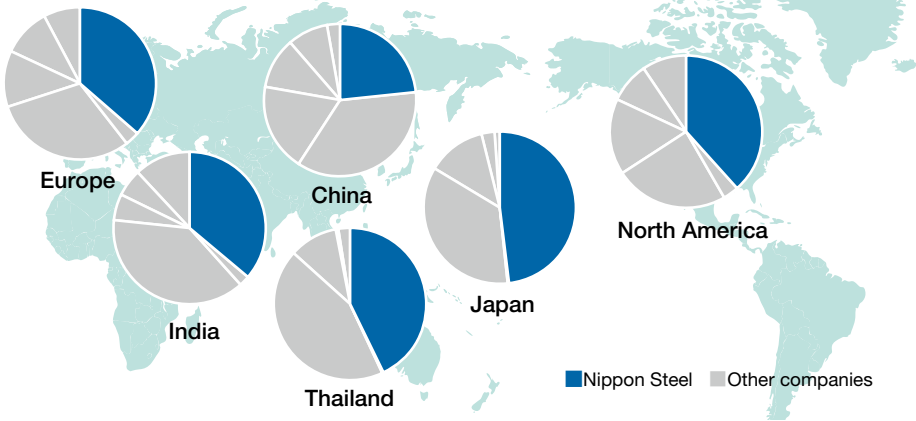 Europe
China
North America
Japan
India
Thailand
Nippon Steel
Other companies